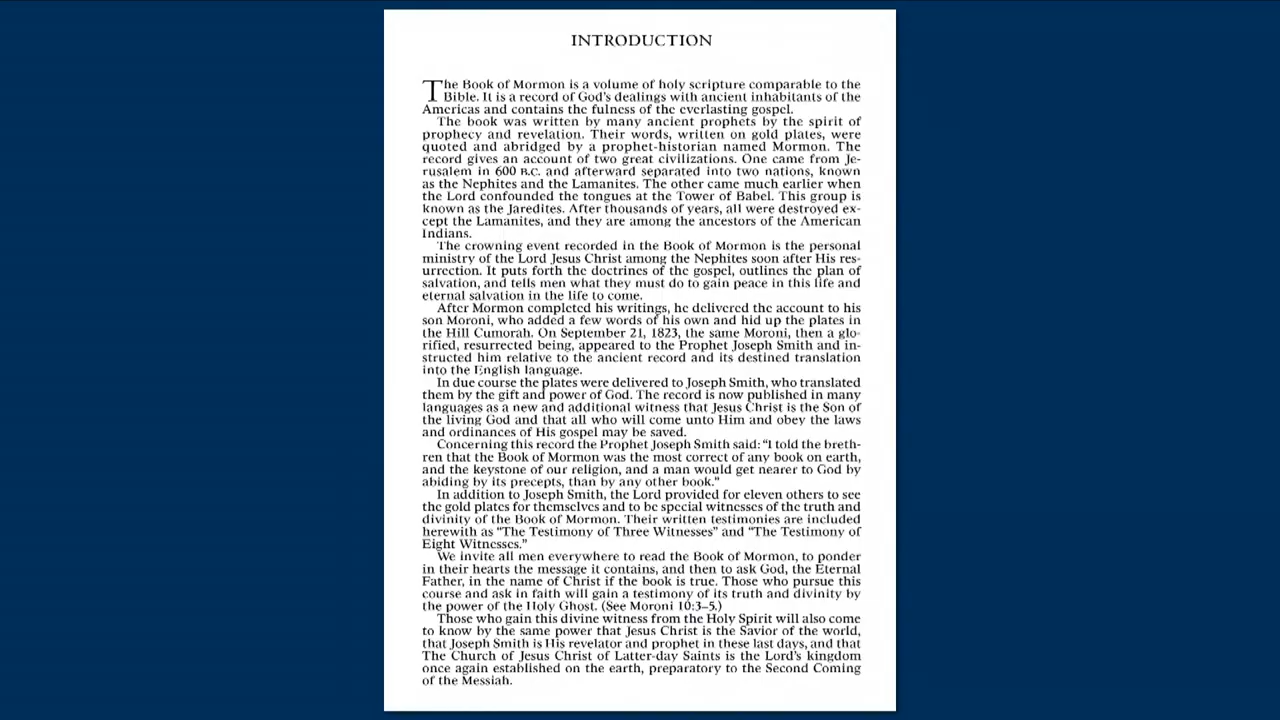 INTRODUCTION
The Book of Mormon is a volume of holy scripture comparable to the
Bible. It is a record of God's dealings with ancient inhabitants of the
Americas and contains the fulness of the everlasting gospel.
The book was written by many ancient prophets by the spirit of
prophecy and revelation. Their words, written on gold plates, were
quoted and abridged by a prophet-historian named Mormon. The
record gives an account of two great civilizations. One came from Je-
rusalem in 600 B.C. and afterward separated into two nations, known
as the Nephites and the Lamanites. The other came much earlier when
the Lord confounded the tongues at the Tower of Babel. This group is
known as the Jaredites. After thousands of years, all were destroyed ex-
cept the Lamanites, and they are among the ancestors of the American
Indians.
The crowning event recorded in the Book of Mormon is the personal
ministry of the Lord Jesus Christ among the Nephites soon after His res-
urrection. It puts forth the doctrines of the gospel, outlines the plan of
salvation, and tells men what they must do to gain peace in this life and
eternal salvation in the life to come.
After Mormon completed his writings, he delivered the account to his
son Moroni, who added a few words of his own and hid up the plates in
the Hill Cumorah. On September 21, 1823, the same Moroni, then a glo-
rified, resurrected being, appeared to the Prophet Joseph Smith and in-
structed him relative to the ancient record and its destined translation
into the English language.
In due course the plates were delivered to Joseph Smith, who translated
them by the gift and power of God. The record is now published in many
languages as a new and additional witness that Jesus Christ is the Son of
the living God and that all who will come unto Him and obey the laws
and ordinances of His gospel may be saved.
Concerning this record the Prophet Joseph Smith said: "I told the breth-
ren that the Book of Mormon was the most correct of any book on earth,
and the keystone of our religion, and a man would get nearer to God by
abiding by its precepts, than by any other book."
In addition to Joseph Smith, the Lord provided for eleven others to see
the gold plates for themselves and to be special witnesses of the truth and
divinity of the Book of Mormon. Their written testimonies are included
herewith as "The Testimony of Three Witnesses" and "The Testimony of
Eight Witnesses."
We invite all men everywhere to read the Book of Mormon, to ponder
in their hearts the message it contains, and then to ask God, the Eternal
Father, in the name of Christ if the book is true. Those who pursue this
course and ask in faith will gain a testimony of its truth and divinity by
the power of the Holy Ghost. (See Moroni 10:3–5.)
Those who gain this divine witness from the Holy Spirit will also come
to know by the same power that Jesus Christ is the Savior of the world,
that Joseph Smith is His revelator and prophet in these last days, and that
The Church of Jesus Christ of Latter-day Saints is the Lord's kingdom
once again established on the earth, preparatory to the Second Coming
of the Messiah.